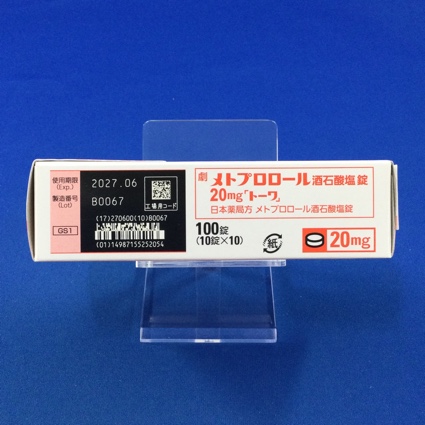 使用期限
(Exp.)
2027.06
製造番号
(Lot)
B0067
工場用コード
GS1
(17)270600(10)B0067
(01)14987155252054
劇 メトプロロール酒石酸塩錠
20mg「トーワ」
日本薬局方 メトプロロール酒石酸塩錠
100錠
(10錠×10)
紙
20mg